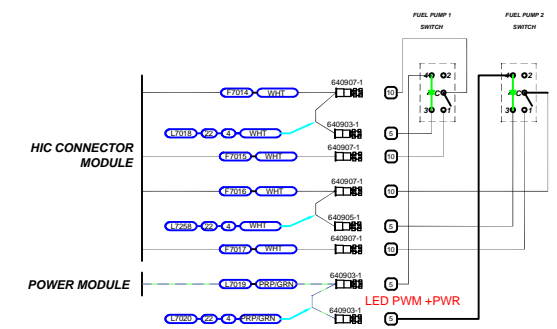 FUEL PUMP 1
SWITCH
FUEL PUMP 2
SWITCH
4 2
C
3 1
4 2
C
3 1
HIC CONNECTOR
MODULE
F7014 WHT 640907-1 10
L7018 22 4 WHT 640903-1 5
F7015 WHT 640907-1 10
F7016 WHT 640907-1 10
L7258 22 4 WHT 640905-1 5
F7017 WHT 640907-1 10
POWER MODULE
L7019 PRP/GRN 640903-1 5
LED PWM +PWR
L7020 22 4 PRP/GRN 640903-1 5